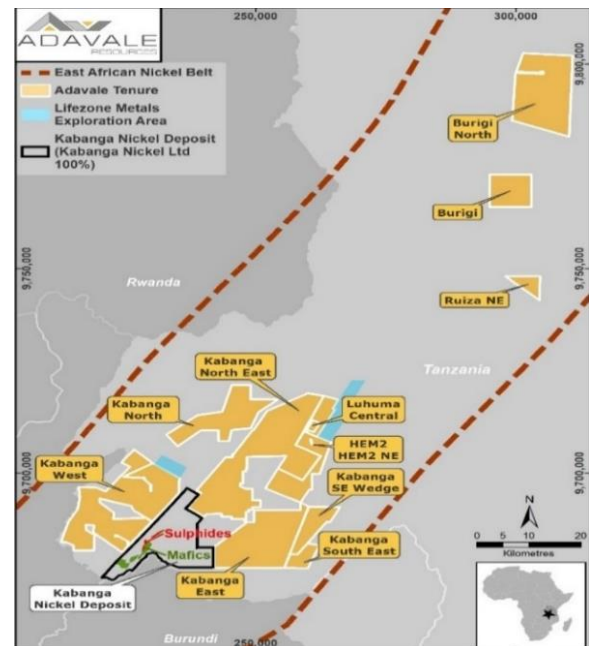 ADAVALE
RESOURCES
East African Nickel Belt
Adavale Tenure
Lifezone Metals
Exploration Area
Kabanga Nickel Deposit
(Kabanga Nickel Ltd
100%)
250,000
300,000
9,800,000
Burigi
North
Burigi
9,750,000
9,750,000
Ruiza NE
Rwanda
Tanzania
Kabanga
North East
Kabanga
North
Luhuma
Central
HEM2
HEM2 NE
Kabanga
West
Kabanga
SE Wedge
9,700,000
9,700,000
Sulphides
Mafics
Kabanga
South East
Kabanga
East
Kabanga
Nickel Deposit
N
0 5 10 20
Kilometres
Burundi
250,000